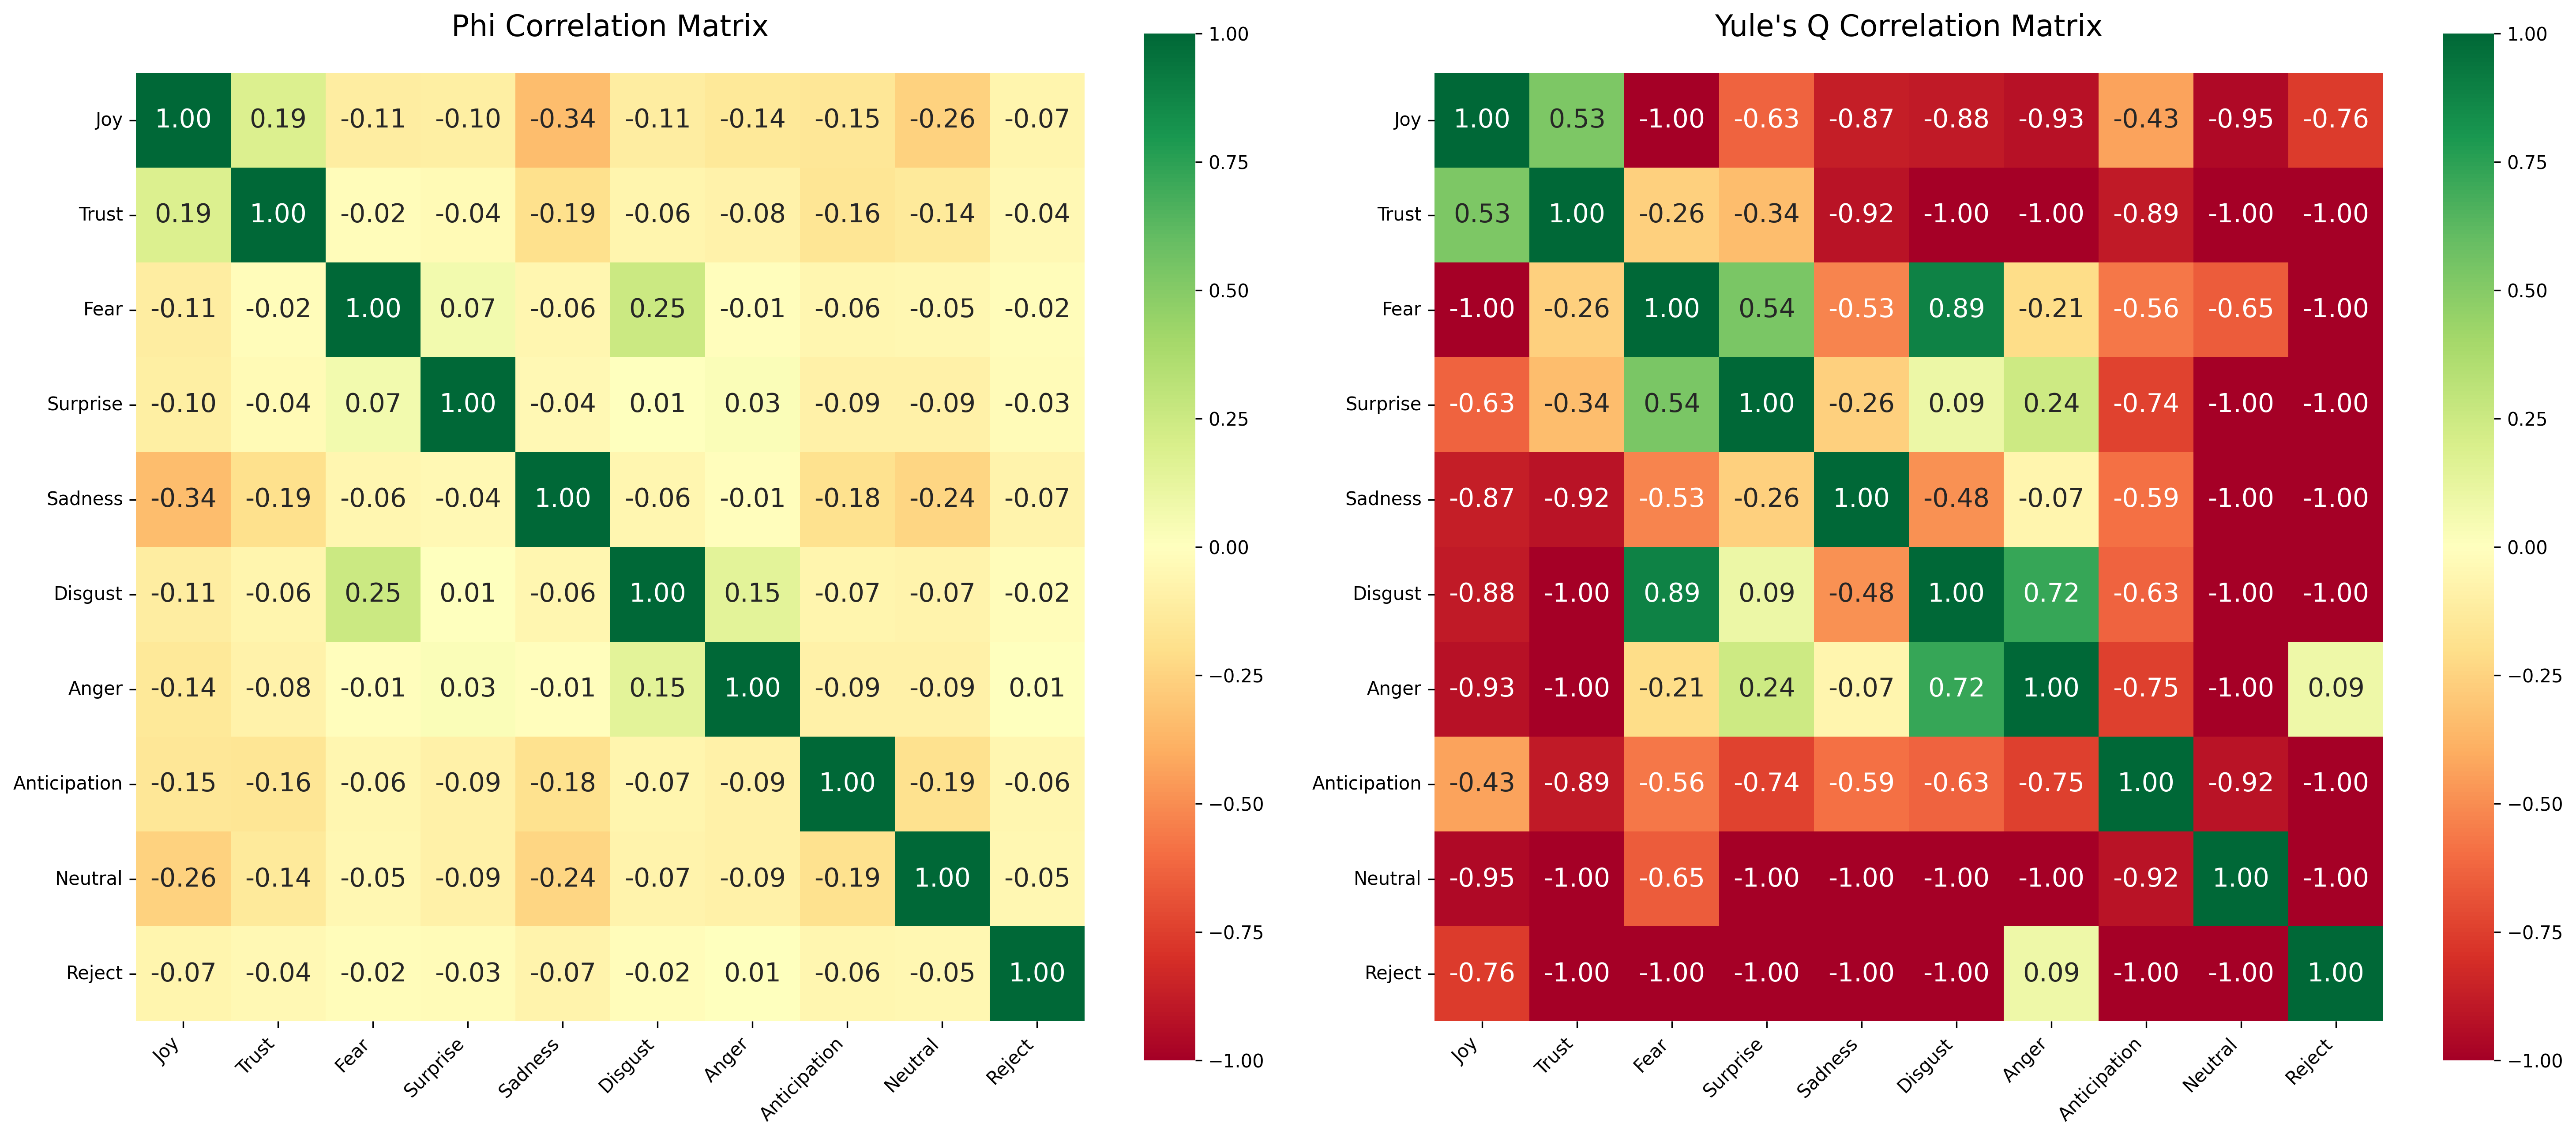 Phi Correlation Matrix
Joy 1.00 0.19 -0.11 -0.10 -0.34 -0.11 -0.14 -0.15 -0.26 -0.07
Trust 0.19 1.00 -0.02 -0.04 -0.19 -0.06 -0.08 -0.16 -0.14 -0.04
Fear -0.11 -0.02 1.00 0.07 -0.06 0.25 -0.01 -0.06 -0.05 -0.02
Surprise -0.10 -0.04 0.07 1.00 -0.04 0.01 0.03 -0.09 -0.09 -0.03
Sadness -0.34 -0.19 -0.06 -0.04 1.00 -0.06 -0.01 -0.18 -0.24 -0.07
Disgust -0.11 -0.06 0.25 0.01 -0.06 1.00 0.15 -0.07 -0.07 -0.02
Anger -0.14 -0.08 -0.01 0.03 -0.01 0.15 1.00 -0.09 -0.09 0.01
Anticipation -0.15 -0.16 -0.06 -0.09 -0.18 -0.07 -0.09 1.00 -0.19 -0.06
Neutral -0.26 -0.14 -0.05 -0.09 -0.24 -0.07 -0.09 -0.19 1.00 -0.05
Reject -0.07 -0.04 -0.02 -0.03 -0.07 -0.02 0.01 -0.06 -0.05 1.00
Joy Trust Fear Surprise Sadness Disgust Anger Anticipation Neutral Reject
1.00
0.75
0.50
0.25
0.00
−0.25
−0.50
−0.75
−1.00
Yule's Q Correlation Matrix
Joy 1.00 0.53 -1.00 -0.63 -0.87 -0.88 -0.93 -0.43 -0.95 -0.76
Trust 0.53 1.00 -0.26 -0.34 -0.92 -1.00 -1.00 -0.89 -1.00 -1.00
Fear -1.00 -0.26 1.00 0.54 -0.53 0.89 -0.21 -0.56 -0.65 -1.00
Surprise -0.63 -0.34 0.54 1.00 -0.26 0.09 0.24 -0.74 -1.00 -1.00
Sadness -0.87 -0.92 -0.53 -0.26 1.00 -0.48 -0.07 -0.59 -1.00 -1.00
Disgust -0.88 -1.00 0.89 0.09 -0.48 1.00 0.72 -0.63 -1.00 -1.00
Anger -0.93 -1.00 -0.21 0.24 -0.07 0.72 1.00 -0.75 -1.00 0.09
Anticipation -0.43 -0.89 -0.56 -0.74 -0.59 -0.63 -0.75 1.00 -0.92 -1.00
Neutral -0.95 -1.00 -0.65 -1.00 -1.00 -1.00 -1.00 -0.92 1.00 -1.00
Reject -0.76 -1.00 -1.00 -1.00 -1.00 -1.00 0.09 -1.00 -1.00 1.00
Joy Trust Fear Surprise Sadness Disgust Anger Anticipation Neutral Reject
1.00
0.75
0.50
0.25
0.00
−0.25
−0.50
−0.75
−1.00